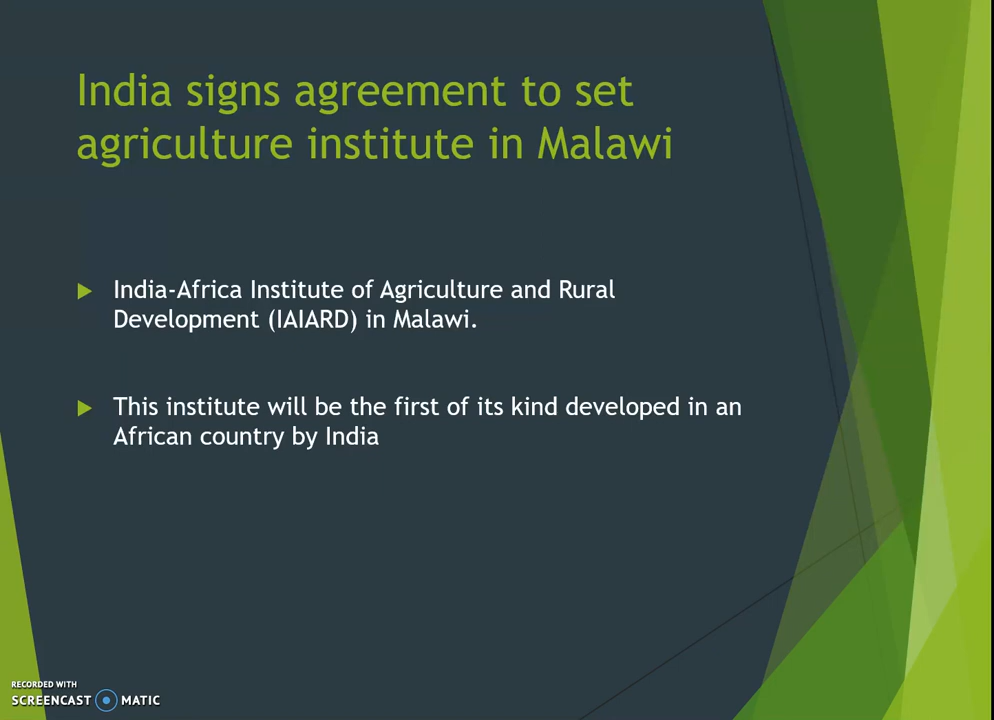 India signs agreement to set
agriculture institute in Malawi
India-Africa Institute of Agriculture and Rural
Development (IAIARD) in Malawi.
This institute will be the first of its kind developed in an
African country by India
RECORDED WITH
SCREENCAST MATIC